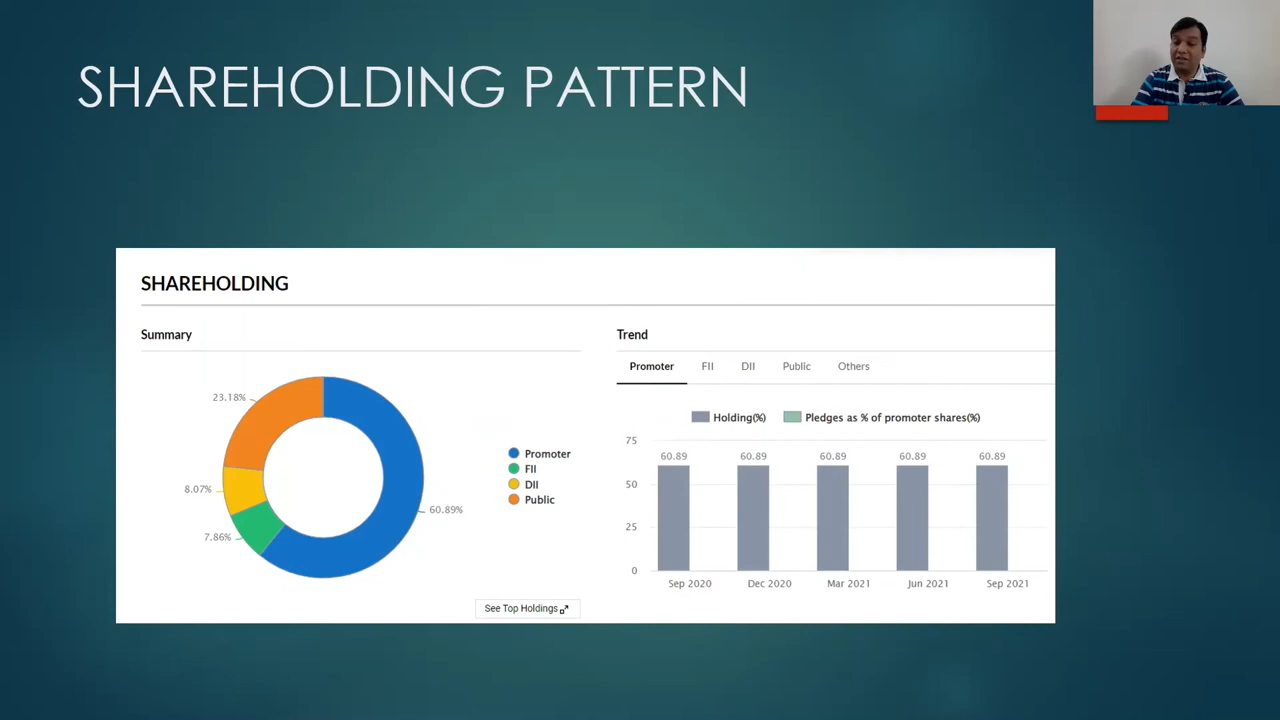 SHAREHOLDING PATTERN
SHAREHOLDING
Summary
23.18%
8.07%
7.86%
60.89%
Promoter
FII
DII
Public
See Top Holdings
Trend
Promoter FII DII Public Others
Holding(%) Pledges as % of promoter shares(%)
75
60.89 60.89 60.89 60.89 60.89
50
25
0
Sep 2020 Dec 2020 Mar 2021 Jun 2021 Sep 2021